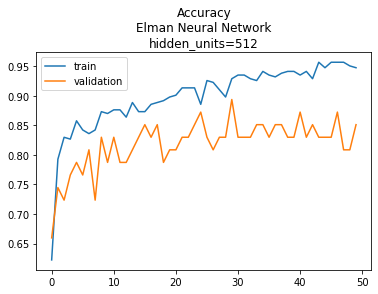 Accuracy
Elman Neural Network
hidden_units=512
train
validation
0.95
0.90
0.85
0.80
0.75
0.70
0.65
0 10 20 30 40 50